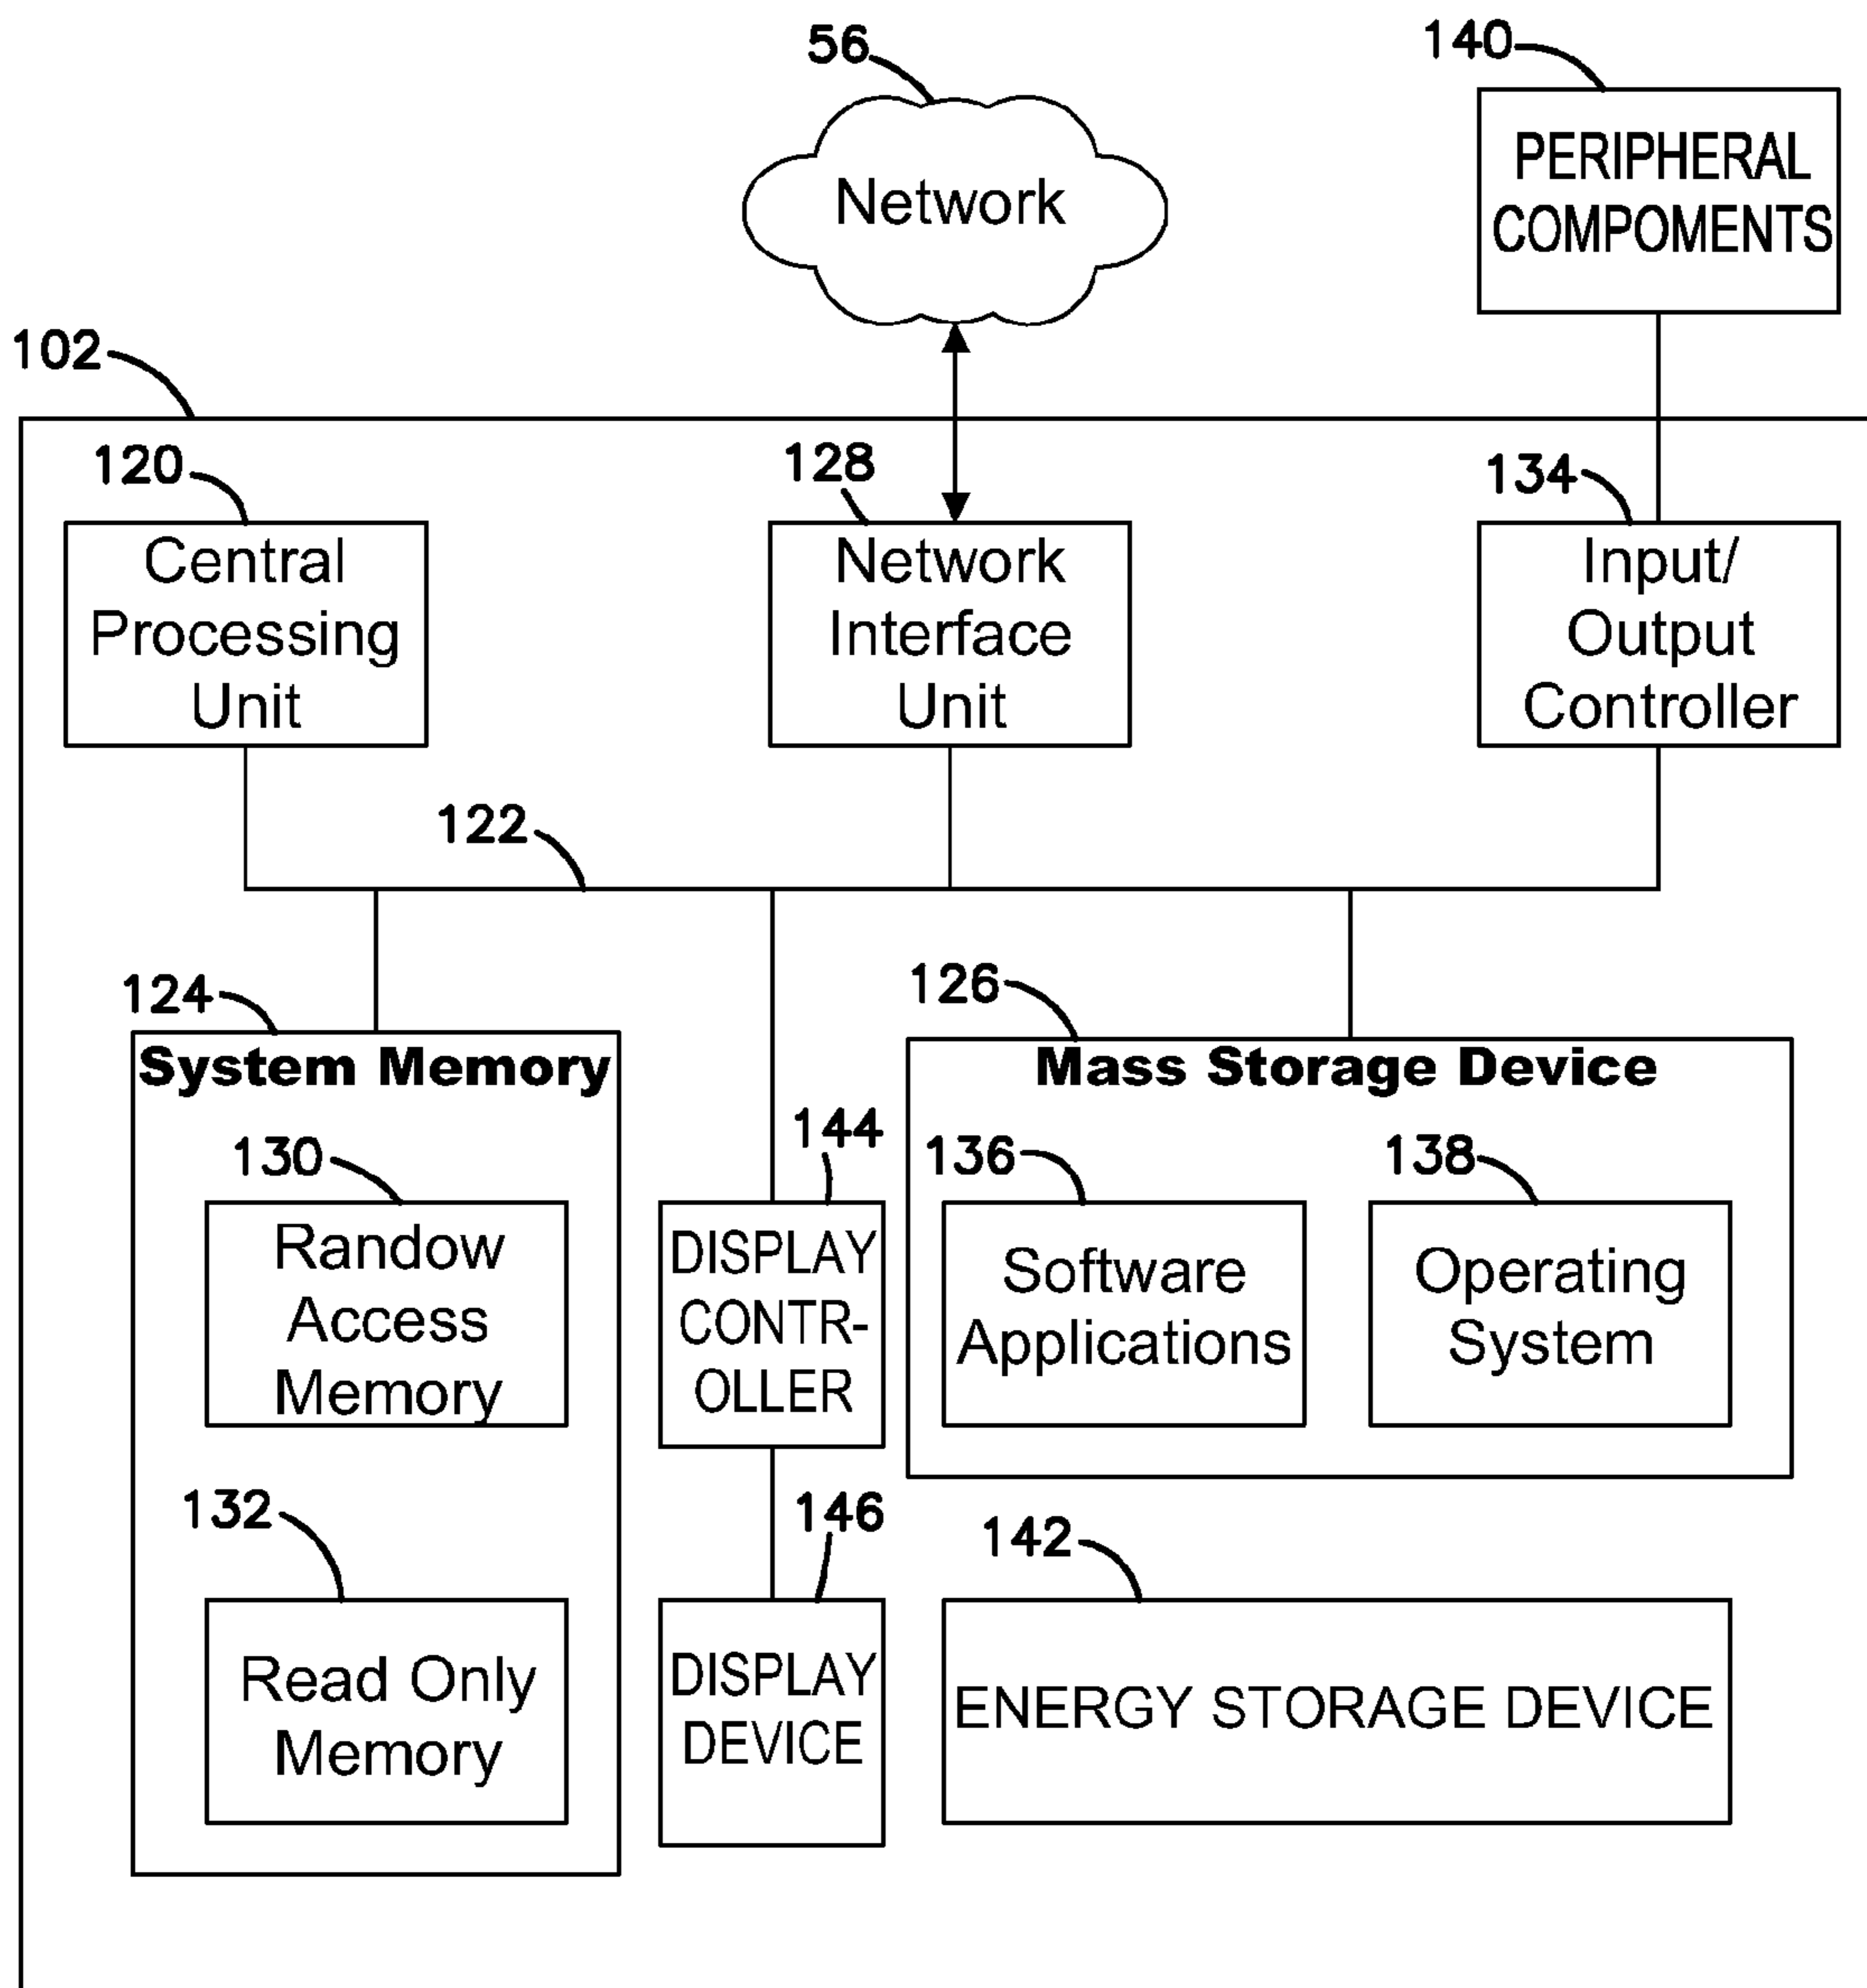 56
140
Network
PERIPHERAL
COMPOMENTS
102
120
128
134
Central
Processing
Unit
Network
Interface
Unit
Input/
Output
Controller
122
124
126
System Memory
Mass Storage Device
130
144
136
138
Randow
Access
Memory
DISPLAY
CONTR-
OLLER
Software
Applications
Operating
System
132
146
142
Read Only
Memory
DISPLAY
DEVICE
ENERGY STORAGE DEVICE